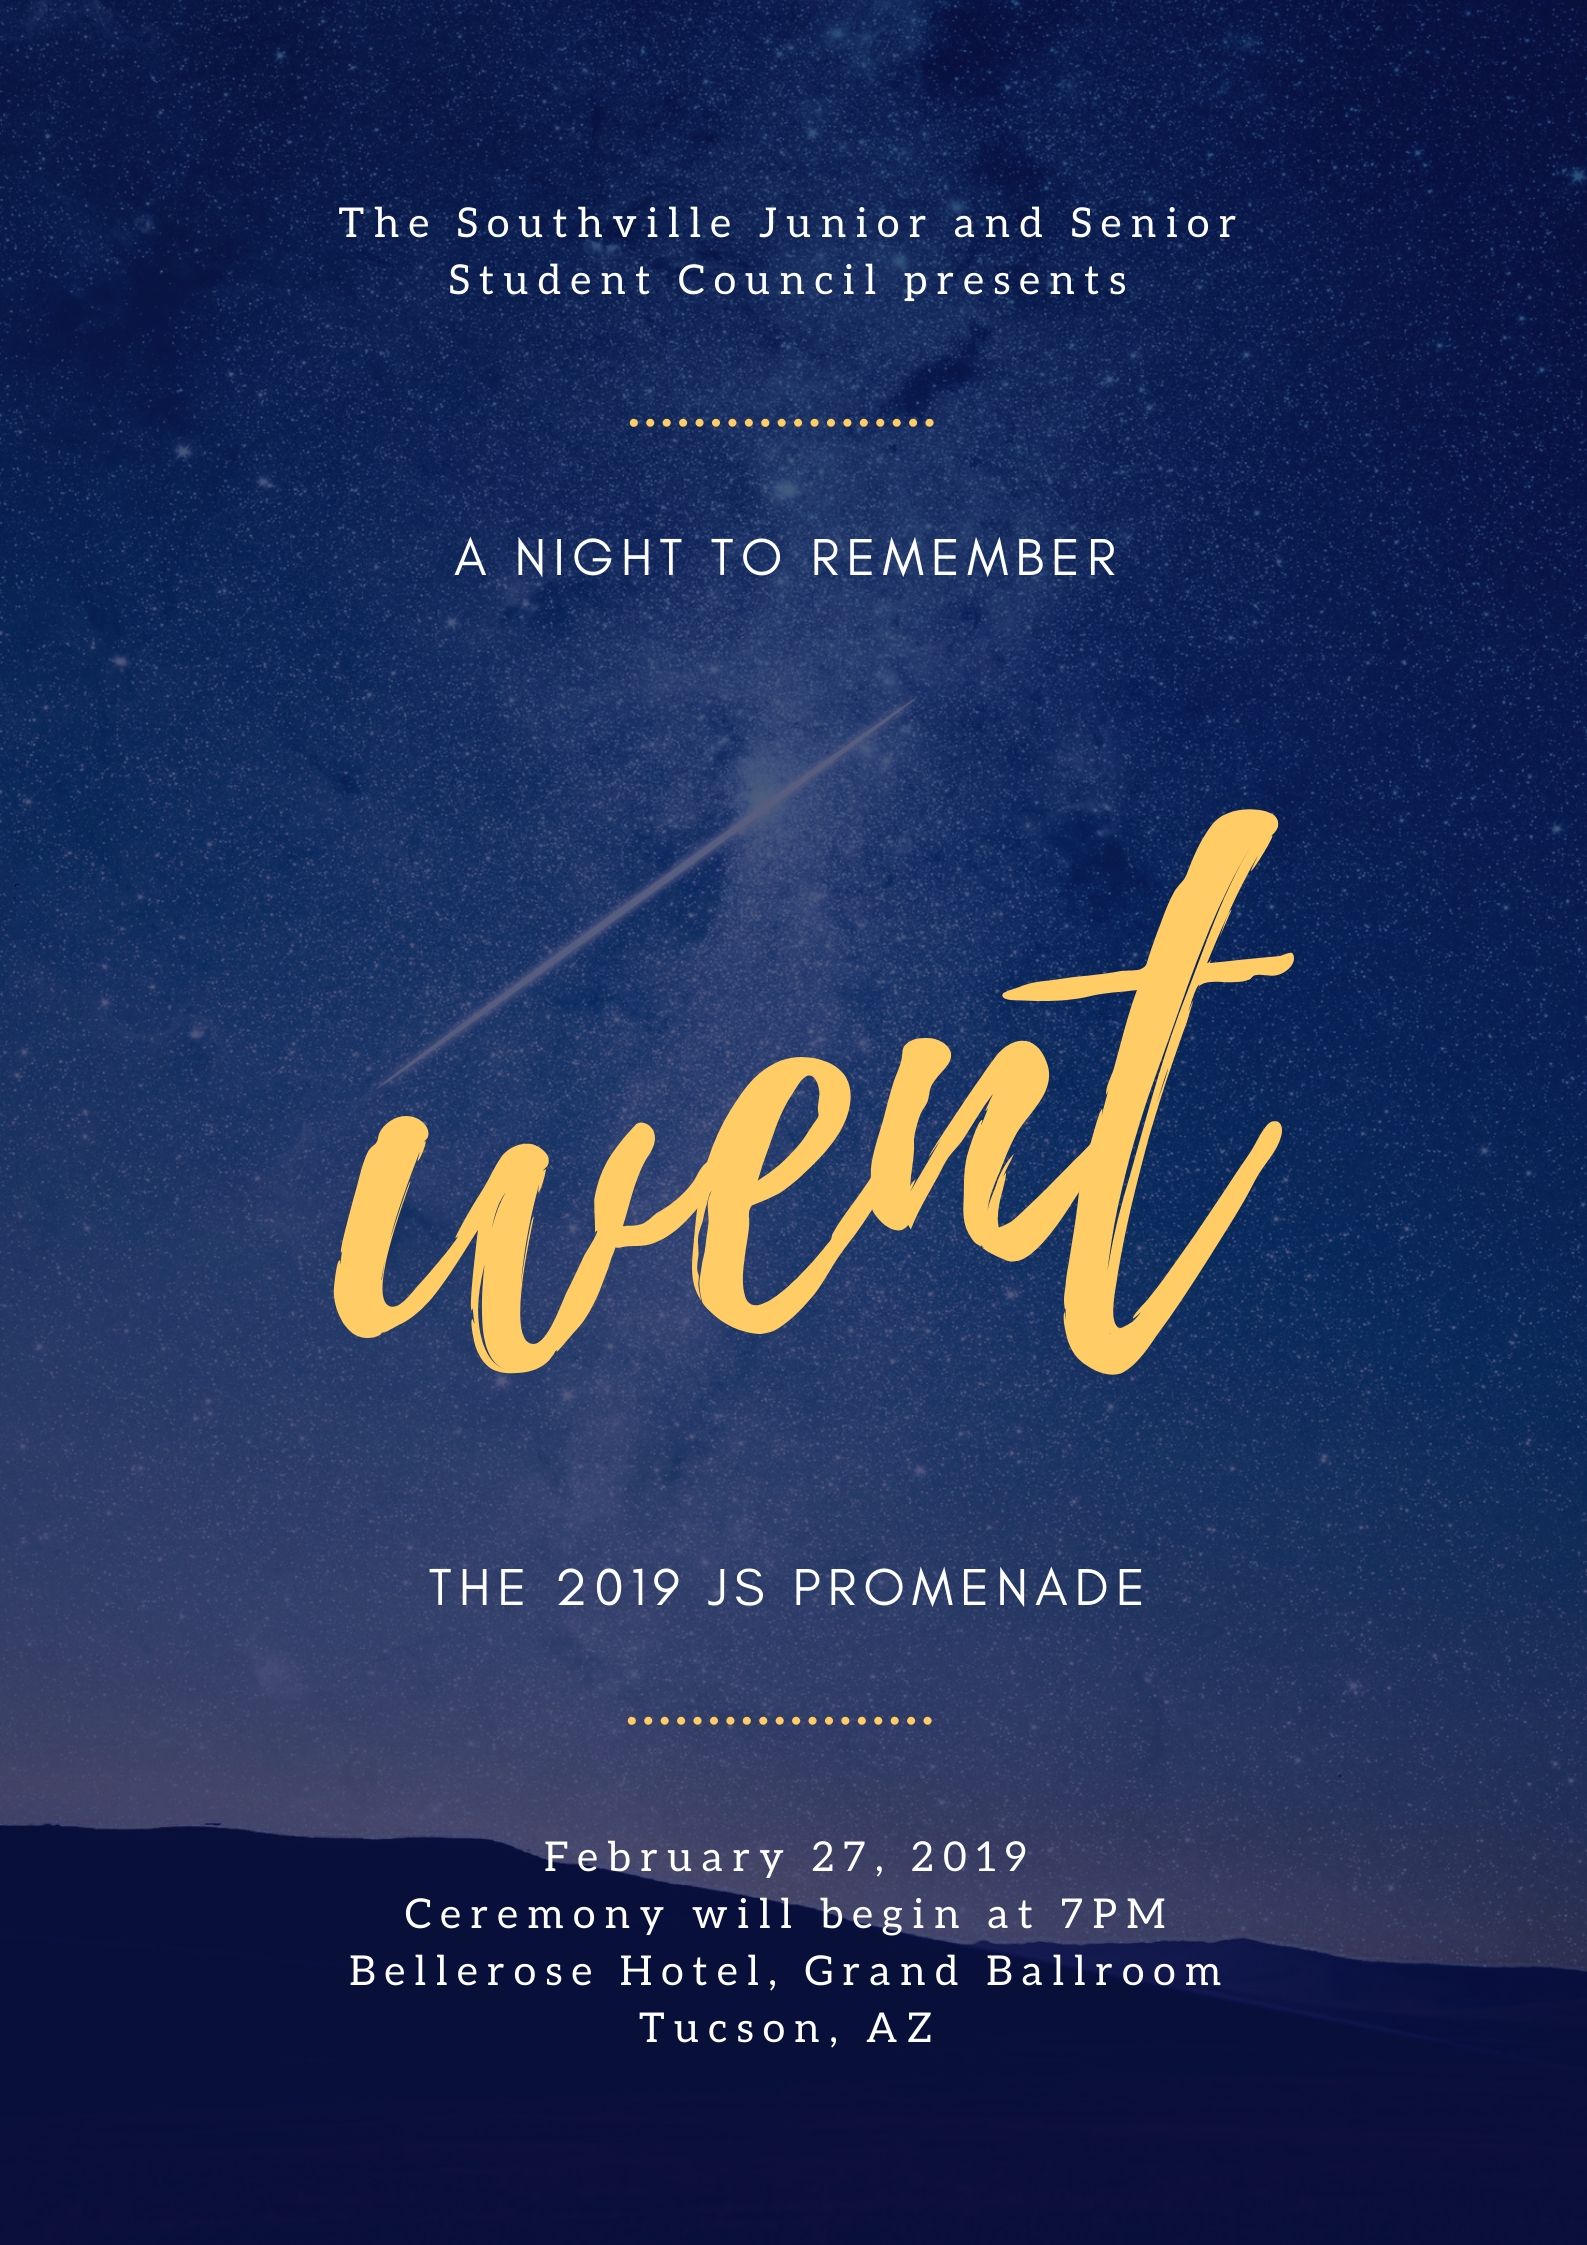 The Southville Junior and Senior
Student Council presents
A NIGHT TO REMEMBER
went
THE 2019 JS PROMENADE
February 27, 2019
Ceremony will begin at 7PM
Bellerose Hotel, Grand Ballroom
Tucson, AZ